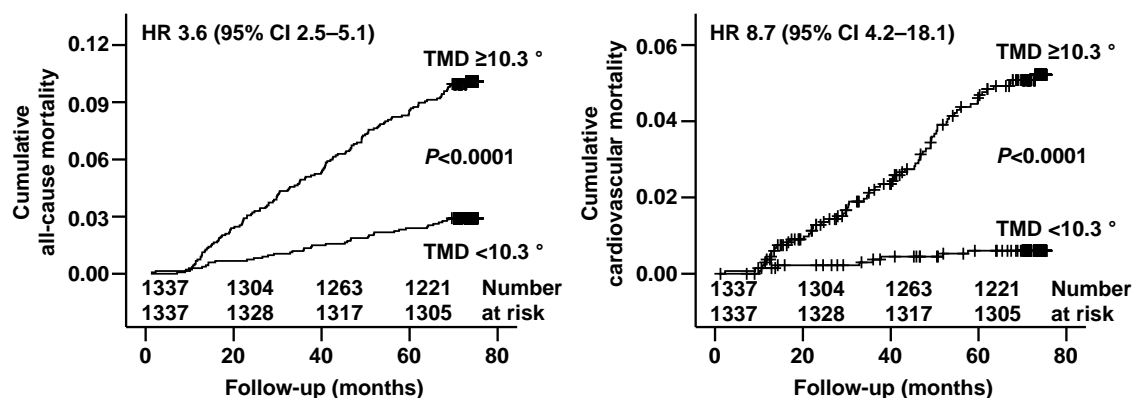 HR 3.6 (95% CI 2.5–5.1)
TMD ≥10.3 °
P<0.0001
TMD <10.3 °
0.12
0.09
0.06
0.03
0.00
Cumulative
all-cause mortality
1337 1304 1263 1221 Number
1337 1328 1317 1305 at risk
0 20 40 60 80
Follow-up (months)
HR 8.7 (95% CI 4.2–18.1)
TMD ≥10.3 °
P<0.0001
TMD <10.3 °
0.06
0.04
0.02
0.00
Cumulative
cardiovascular mortality
1337 1304 1263 1221 Number
1337 1328 1317 1305 at risk
0 20 40 60 80
Follow-up (months)